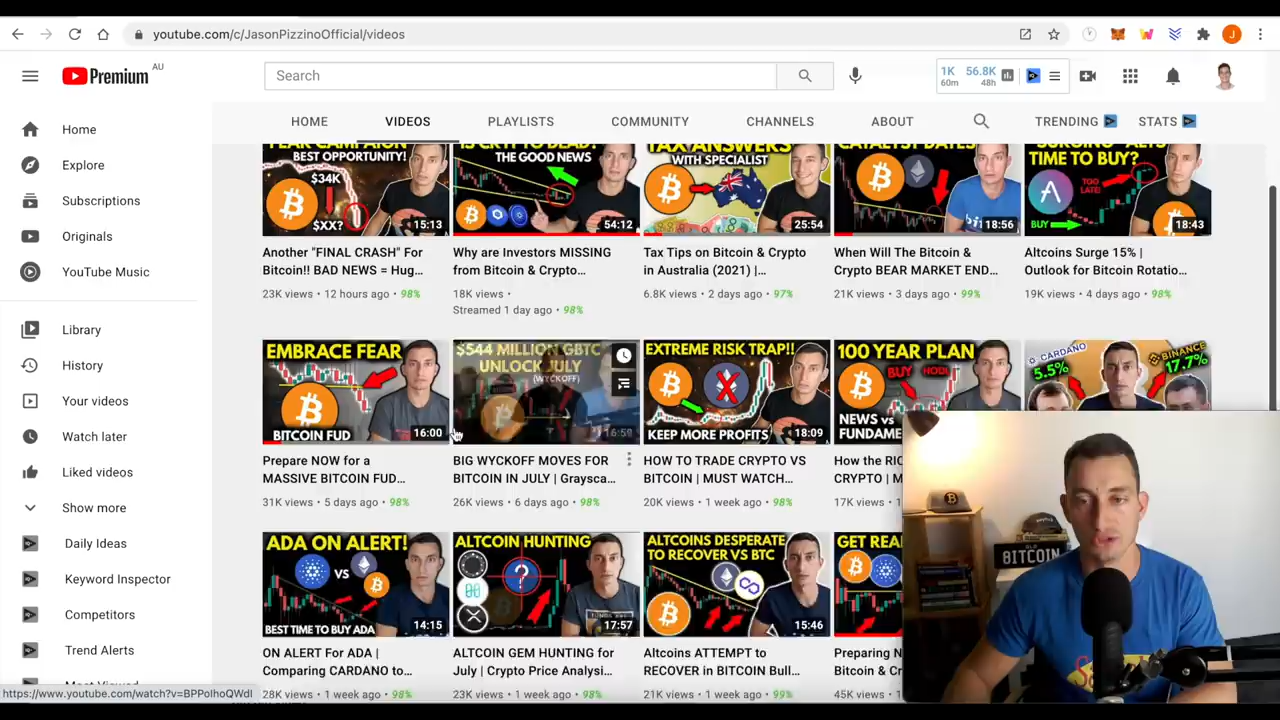 youtube.com/c/JasonPizzinoOfficial/videos
J
Premium AU
Search
1K 56.8K
60m 48h
HOME VIDEOS PLAYLISTS COMMUNITY CHANNELS ABOUT TRENDING STATS
Home
Explore
Subscriptions
Originals
YouTube Music
Library
History
Your videos
Watch later
Liked videos
Show more
Daily Ideas
Keyword Inspector
Competitors
Trend Alerts
BEST OPPORTUNITY!
$34K
$XX??
15:13
Another "FINAL CRASH" For
Bitcoin!! BAD NEWS = Hug...
23K views • 12 hours ago • 98%
THE GOOD NEWS
54:12
Why are Investors MISSING
from Bitcoin & Crypto...
18K views •
Streamed 1 day ago • 98%
TAX ANSWERS
WITH SPECIALIST
25:54
Tax Tips on Bitcoin & Crypto
in Australia (2021) |...
6.8K views • 2 days ago • 97%
CATALYST DATES
18:56
When Will The Bitcoin &
Crypto BEAR MARKET END...
21K views • 3 days ago • 99%
TIME TO BUY?
TOO
LATE!
BUY
18:43
Altcoins Surge 15% |
Outlook for Bitcoin Rotatio...
19K views • 4 days ago • 98%
EMBRACE FEAR
BITCOIN FUD
16:00
Prepare NOW for a
MASSIVE BITCOIN FUD...
31K views • 5 days ago • 98%
$544 MILLION GBTC
UNLOCK JULY
(WYCKOFF)
BIG WYCKOFF MOVES FOR
BITCOIN IN JULY | Graysca...
26K views • 6 days ago • 98%
EXTREME RISK TRAP!!
KEEP MORE PROFITS
18:09
HOW TO TRADE CRYPTO VS
BITCOIN | MUST WATCH...
20K views • 1 week ago • 98%
100 YEAR PLAN
BUY HODL
NEWS vs
FUNDAME
How the RIC
CRYPTO | M
17K views •
CARDANO
5.5%
BINANCE
17.7%
ADA ON ALERT!
VS
BEST TIME TO BUY ADA
14:15
ON ALERT For ADA |
Comparing CARDANO to...
28K views • 1 week ago • 98%
ALTCOIN HUNTING
?
17:57
ALTCOIN GEM HUNTING for
July | Crypto Price Analysi...
23K views • 1 week ago • 98%
ALTCOINS DESPERATE
TO RECOVER VS BTC
15:46
Altcoins ATTEMPT to
RECOVER in BITCOIN Bull...
21K views • 1 week ago • 99%
GET REA
Preparing N
Bitcoin & C
45K views •
BITCOIN
https://www.youtube.com/watch?v=BPPoIhoQWdI